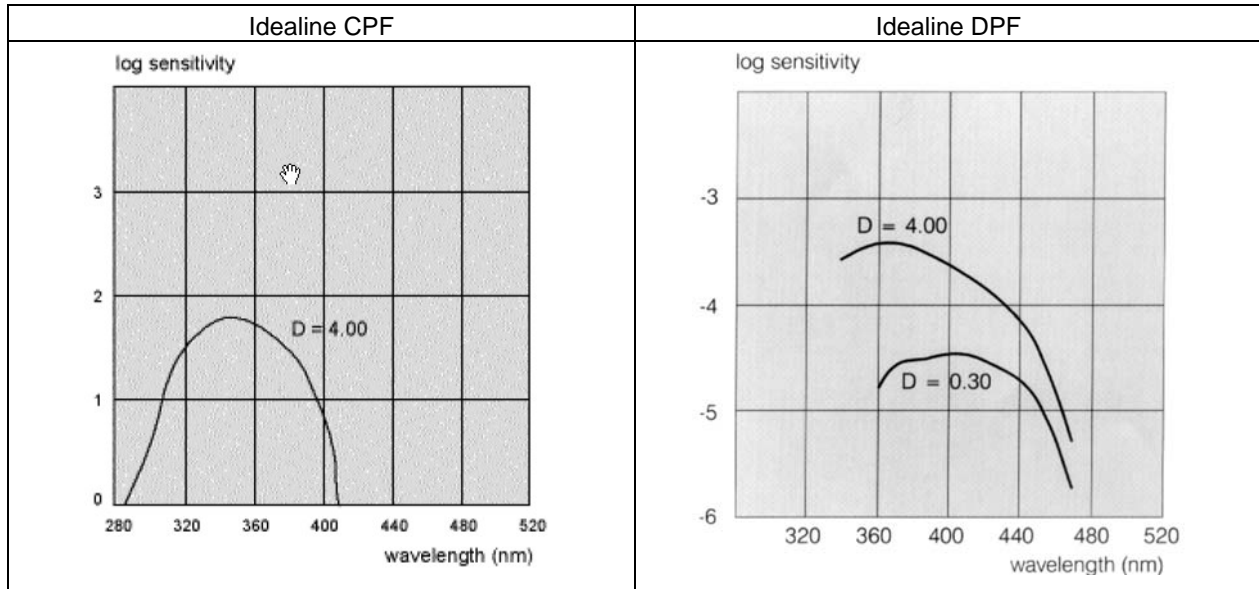 Idealine CPF
Idealine DPF
log sensitivity
3
2
1
0
D = 4.00
280 320 360 400 440 480 520
wavelength (nm)
log sensitivity
-3
-4
-5
-6
D = 4.00
D = 0.30
320 360 400 440 480 520
wavelength (nm)